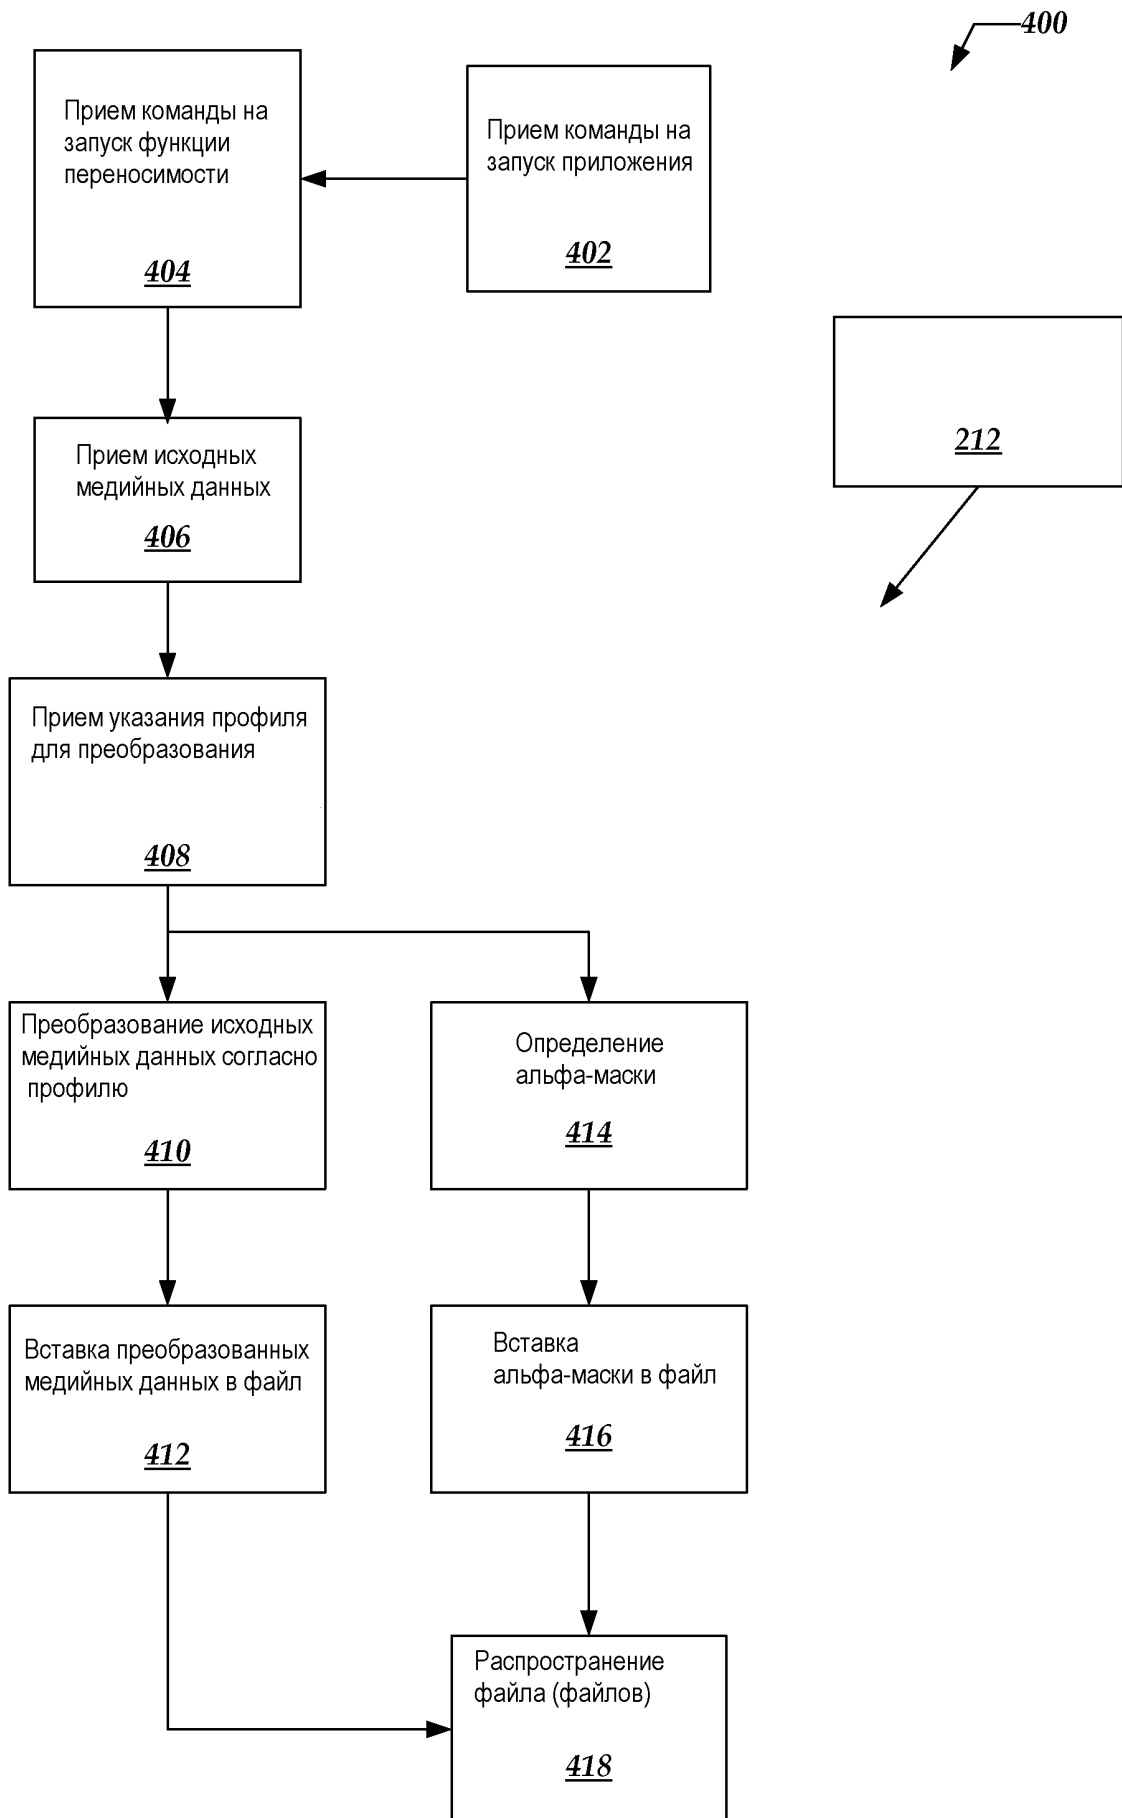 400
Прием команды на
запуск функции
переносимости
404
Прием команды на
запуск приложения
402
212
Прием исходных
медийных данных
406
Прием указания профиля
для преобразования
408
Преобразование исходных
медийных данных согласно
профилю
410
Определение
альфа-маски
414
Вставка преобразованных
медийных данных в файл
412
Вставка
альфа-маски в файл
416
Распространение
файла (файлов)
418